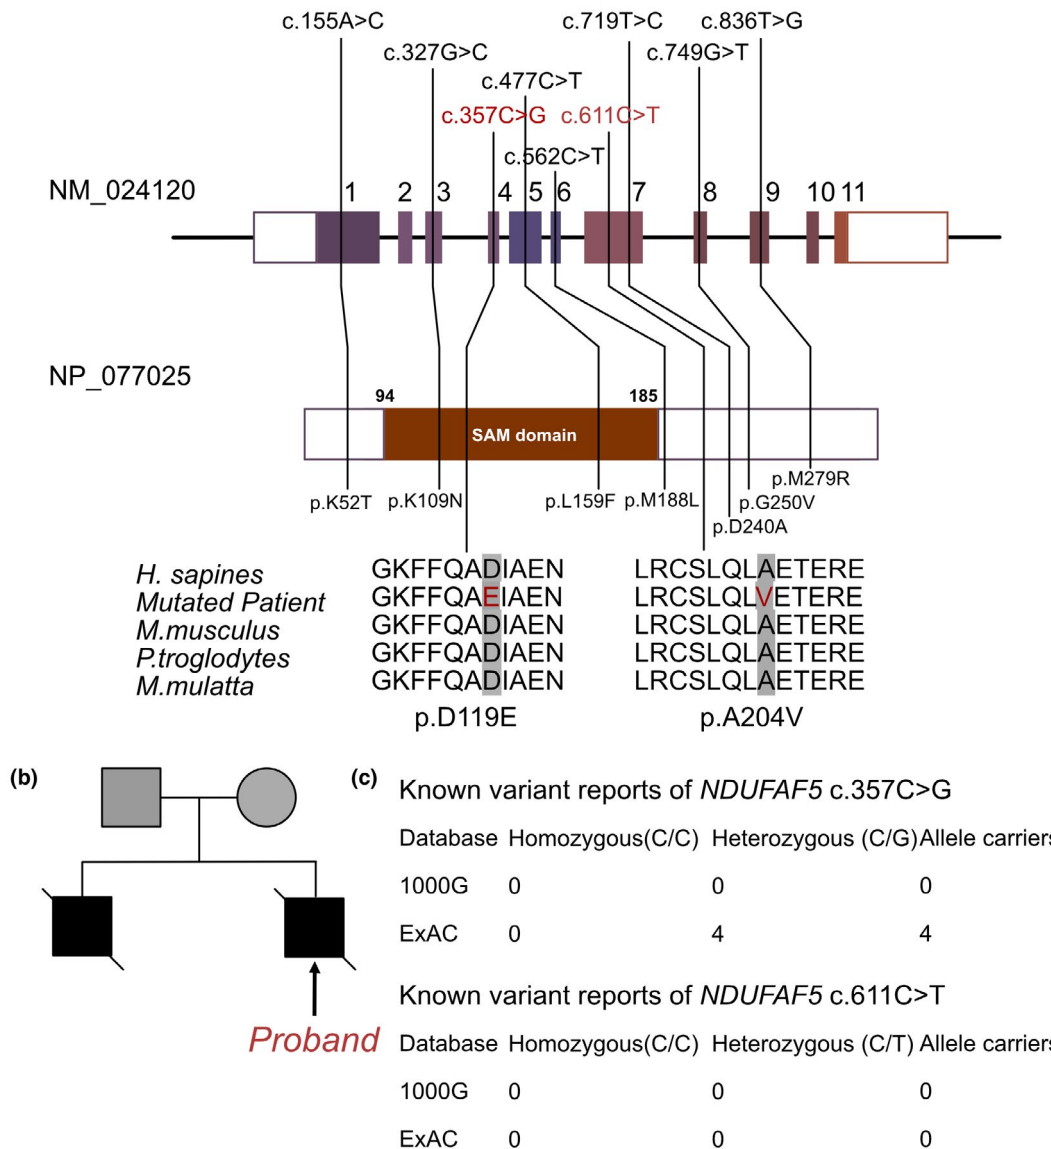 c.155A>C
c.719T>C
c.836T>G
c.327G>C
c.749G>T
c.477C>T
c.357C>G
c.611C>T
c.562C>T
NM_024120
1 2 3 4 5 6 7 8 9 10 11
NP_077025
94
185
SAM domain
p.K52T
p.K109N
p.L159F
p.M188L
p.D240A
p.G250V
p.M279R
H. sapines GKFFQADIAEN LRCSLQLAETERE
Mutated Patient GKFFQAEIAEN LRCSLQLVETERE
M.musculus GKFFQADIAEN LRCSLQLAETERE
P.troglodytes GKFFQADIAEN LRCSLQLAETERE
M.mulatta GKFFQADIAEN LRCSLQLAETERE
p.D119E p.A204V
(b)
Proband
(c)
Known variant reports of NDUFAF5 c.357C>G
Database Homozygous(C/C) Heterozygous (C/G) Allele carriers
1000G 0 0 0
ExAC 0 4 4
Known variant reports of NDUFAF5 c.611C>T
Database Homozygous(C/C) Heterozygous (C/T) Allele carriers
1000G 0 0 0
ExAC 0 0 0